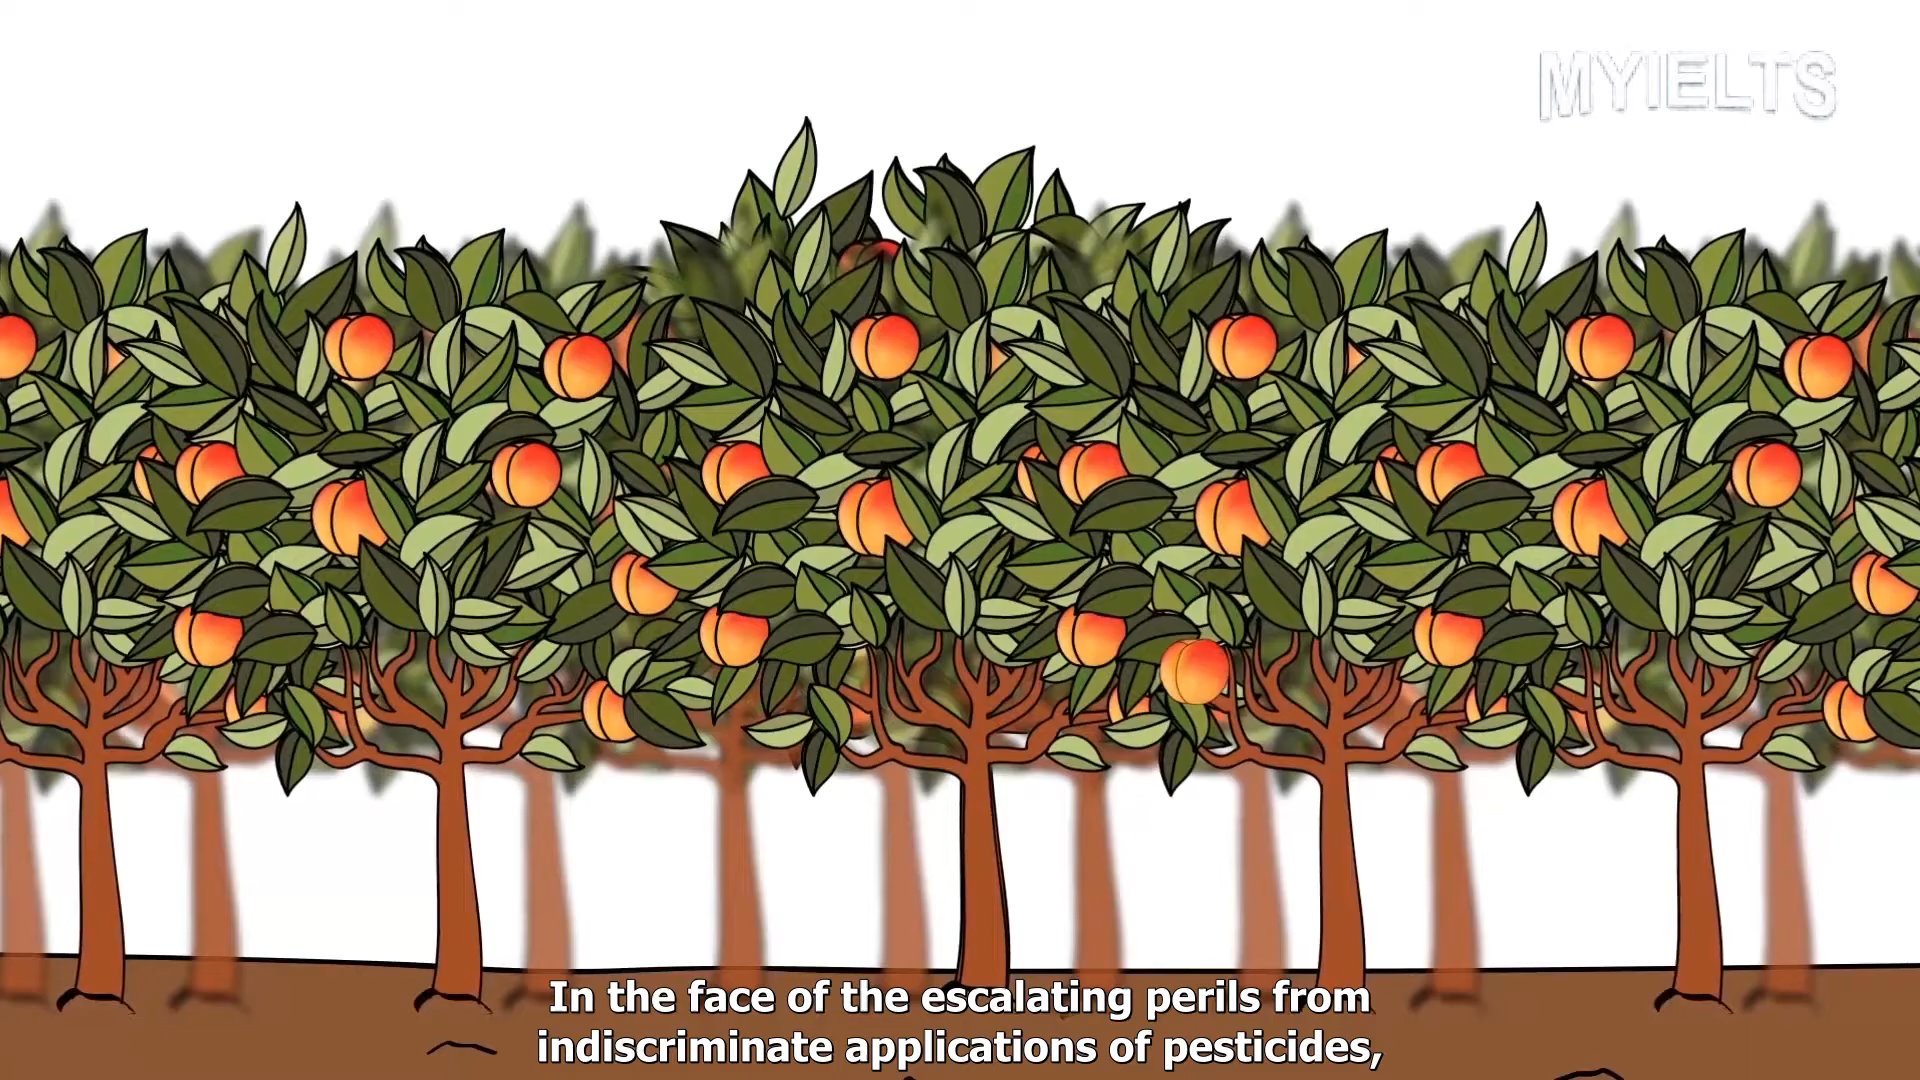 MYIELTS
In the face of the escalating perils from
indiscriminate applications of pesticides,